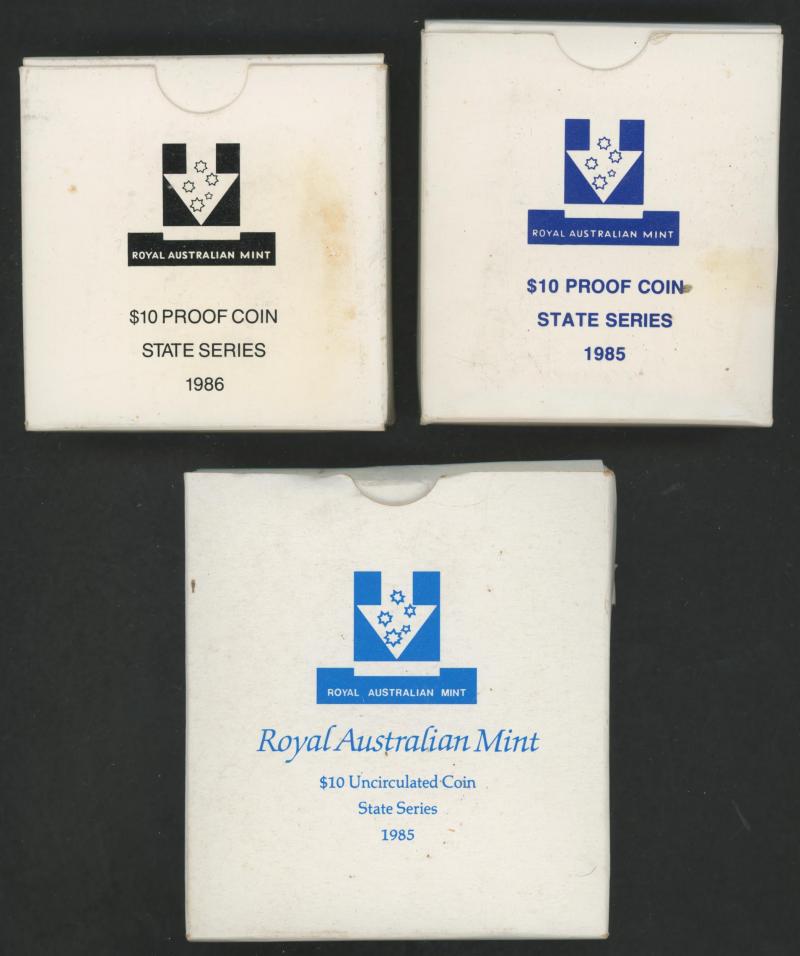 ROYAL AUSTRALIAN MINT
$10 PROOF COIN
STATE SERIES
1986
ROYAL AUSTRALIAN MINT
$10 PROOF COIN
STATE SERIES
1985
ROYAL AUSTRALIAN MINT
Royal Australian Mint
$10 Uncirculated Coin
State Series
1985